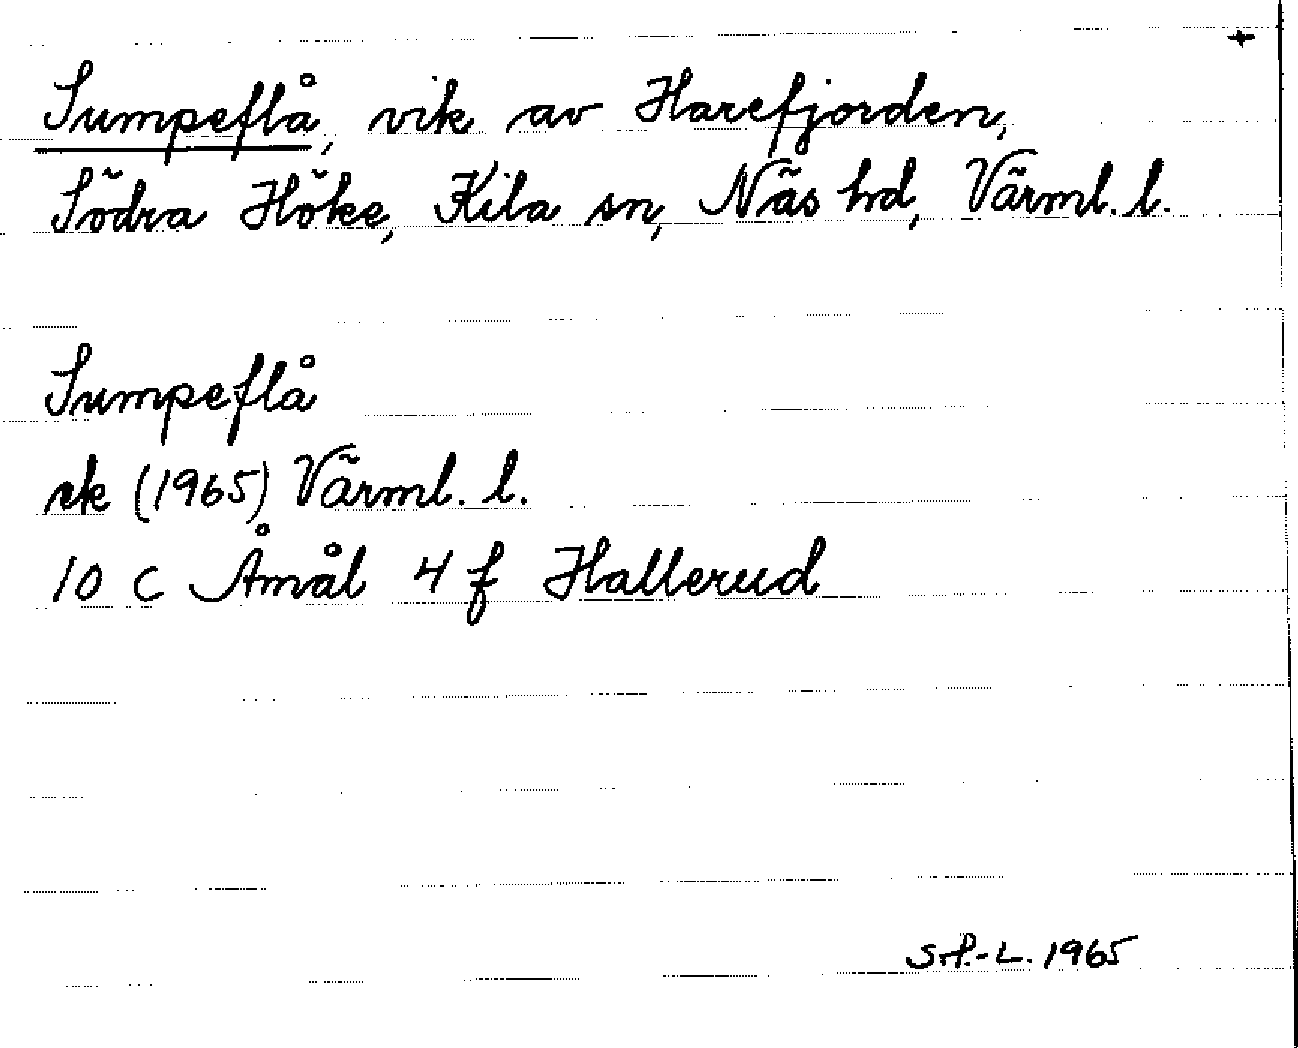 +
Sumpeflå, vik av Harefjorden,
Södra Höke, Kila sn, Näs hd, Värml. l.
Sumpeflå
rk (1965) Värml. l.
10 C Åmål 4 f Hallerud
1965